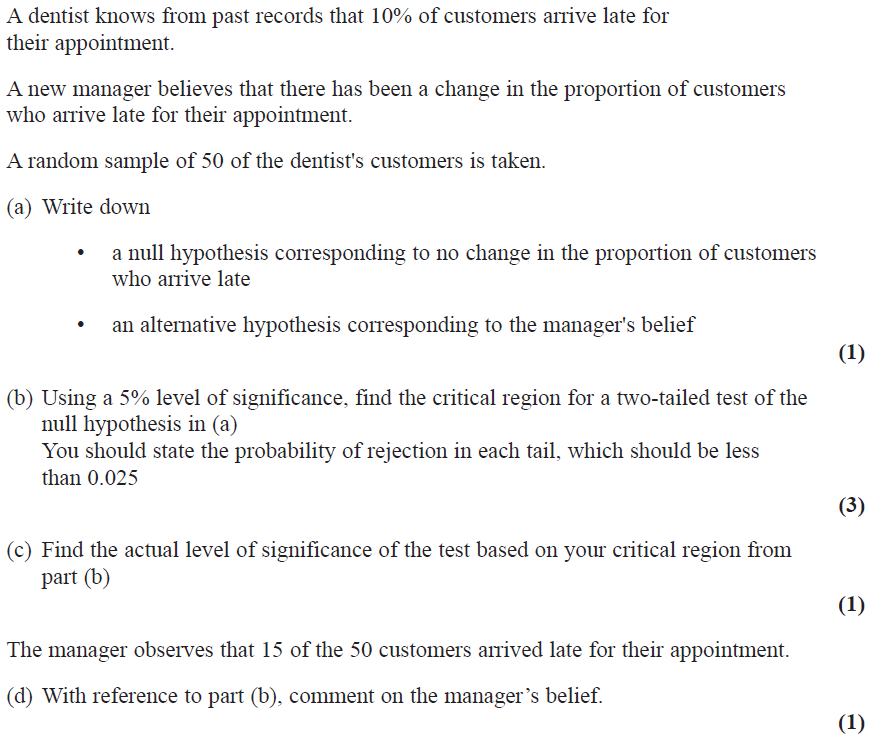 A dentist knows from past records that 10% of customers arrive late for
their appointment.
A new manager believes that there has been a change in the proportion of customers
who arrive late for their appointment.
A random sample of 50 of the dentist's customers is taken.
(a) Write down
• a null hypothesis corresponding to no change in the proportion of customers
who arrive late
• an alternative hypothesis corresponding to the manager's belief
(1)
(b) Using a 5% level of significance, find the critical region for a two-tailed test of the
null hypothesis in (a)
You should state the probability of rejection in each tail, which should be less
than 0.025
(3)
(c) Find the actual level of significance of the test based on your critical region from
part (b)
(1)
The manager observes that 15 of the 50 customers arrived late for their appointment.
(d) With reference to part (b), comment on the manager’s belief.
(1)